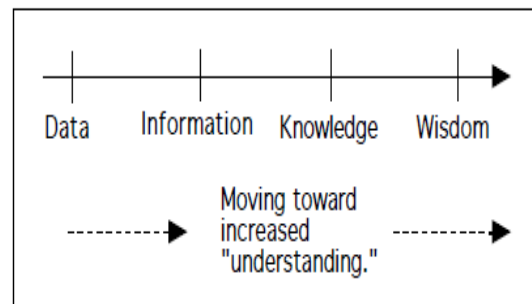 Data Information Knowledge Wisdom
Moving toward
increased
"understanding."